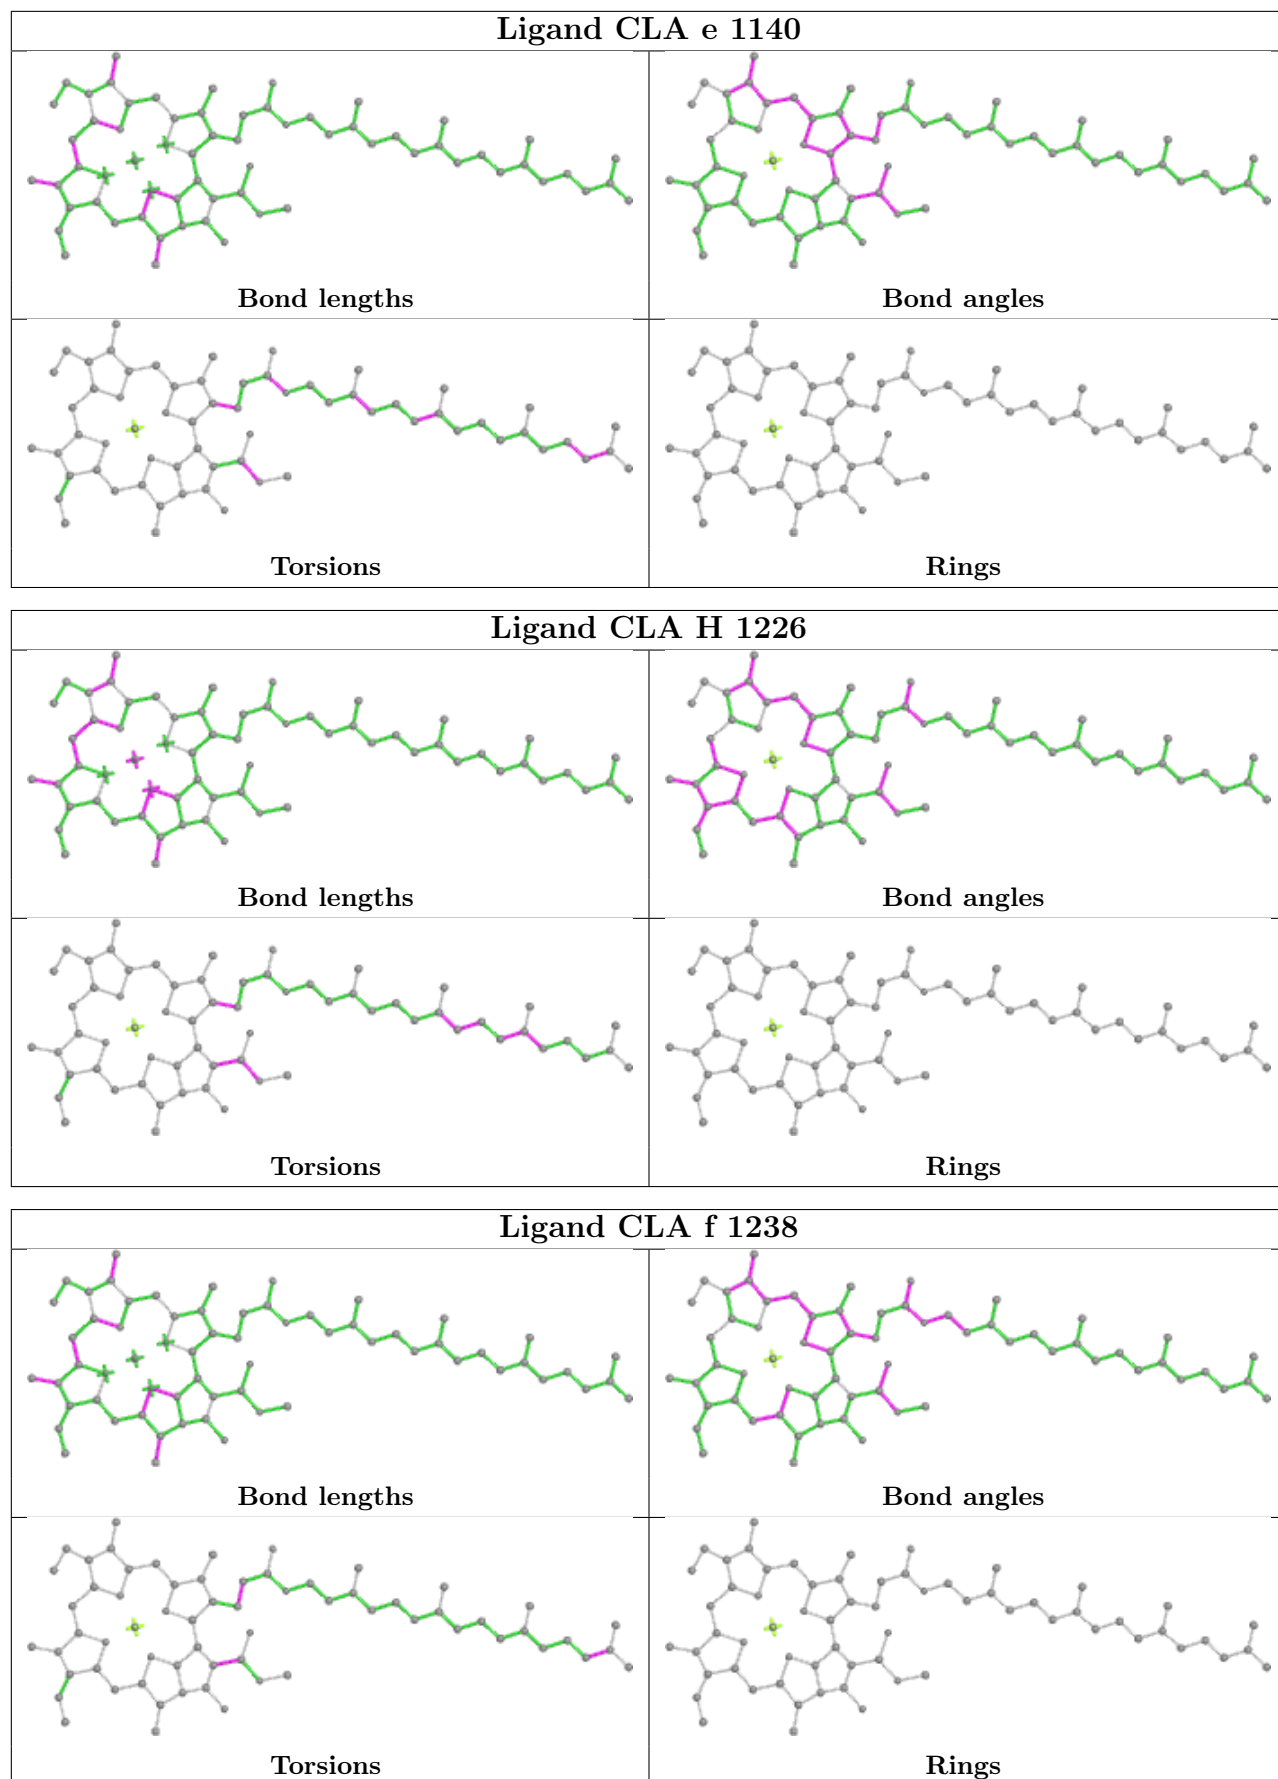 Ligand CLA e 1140
Bond lengths
Bond angles
Torsions
Rings
Ligand CLA H 1226
Bond lengths
Bond angles
Torsions
Rings
Ligand CLA f 1238
Bond lengths
Bond angles
Torsions
Rings